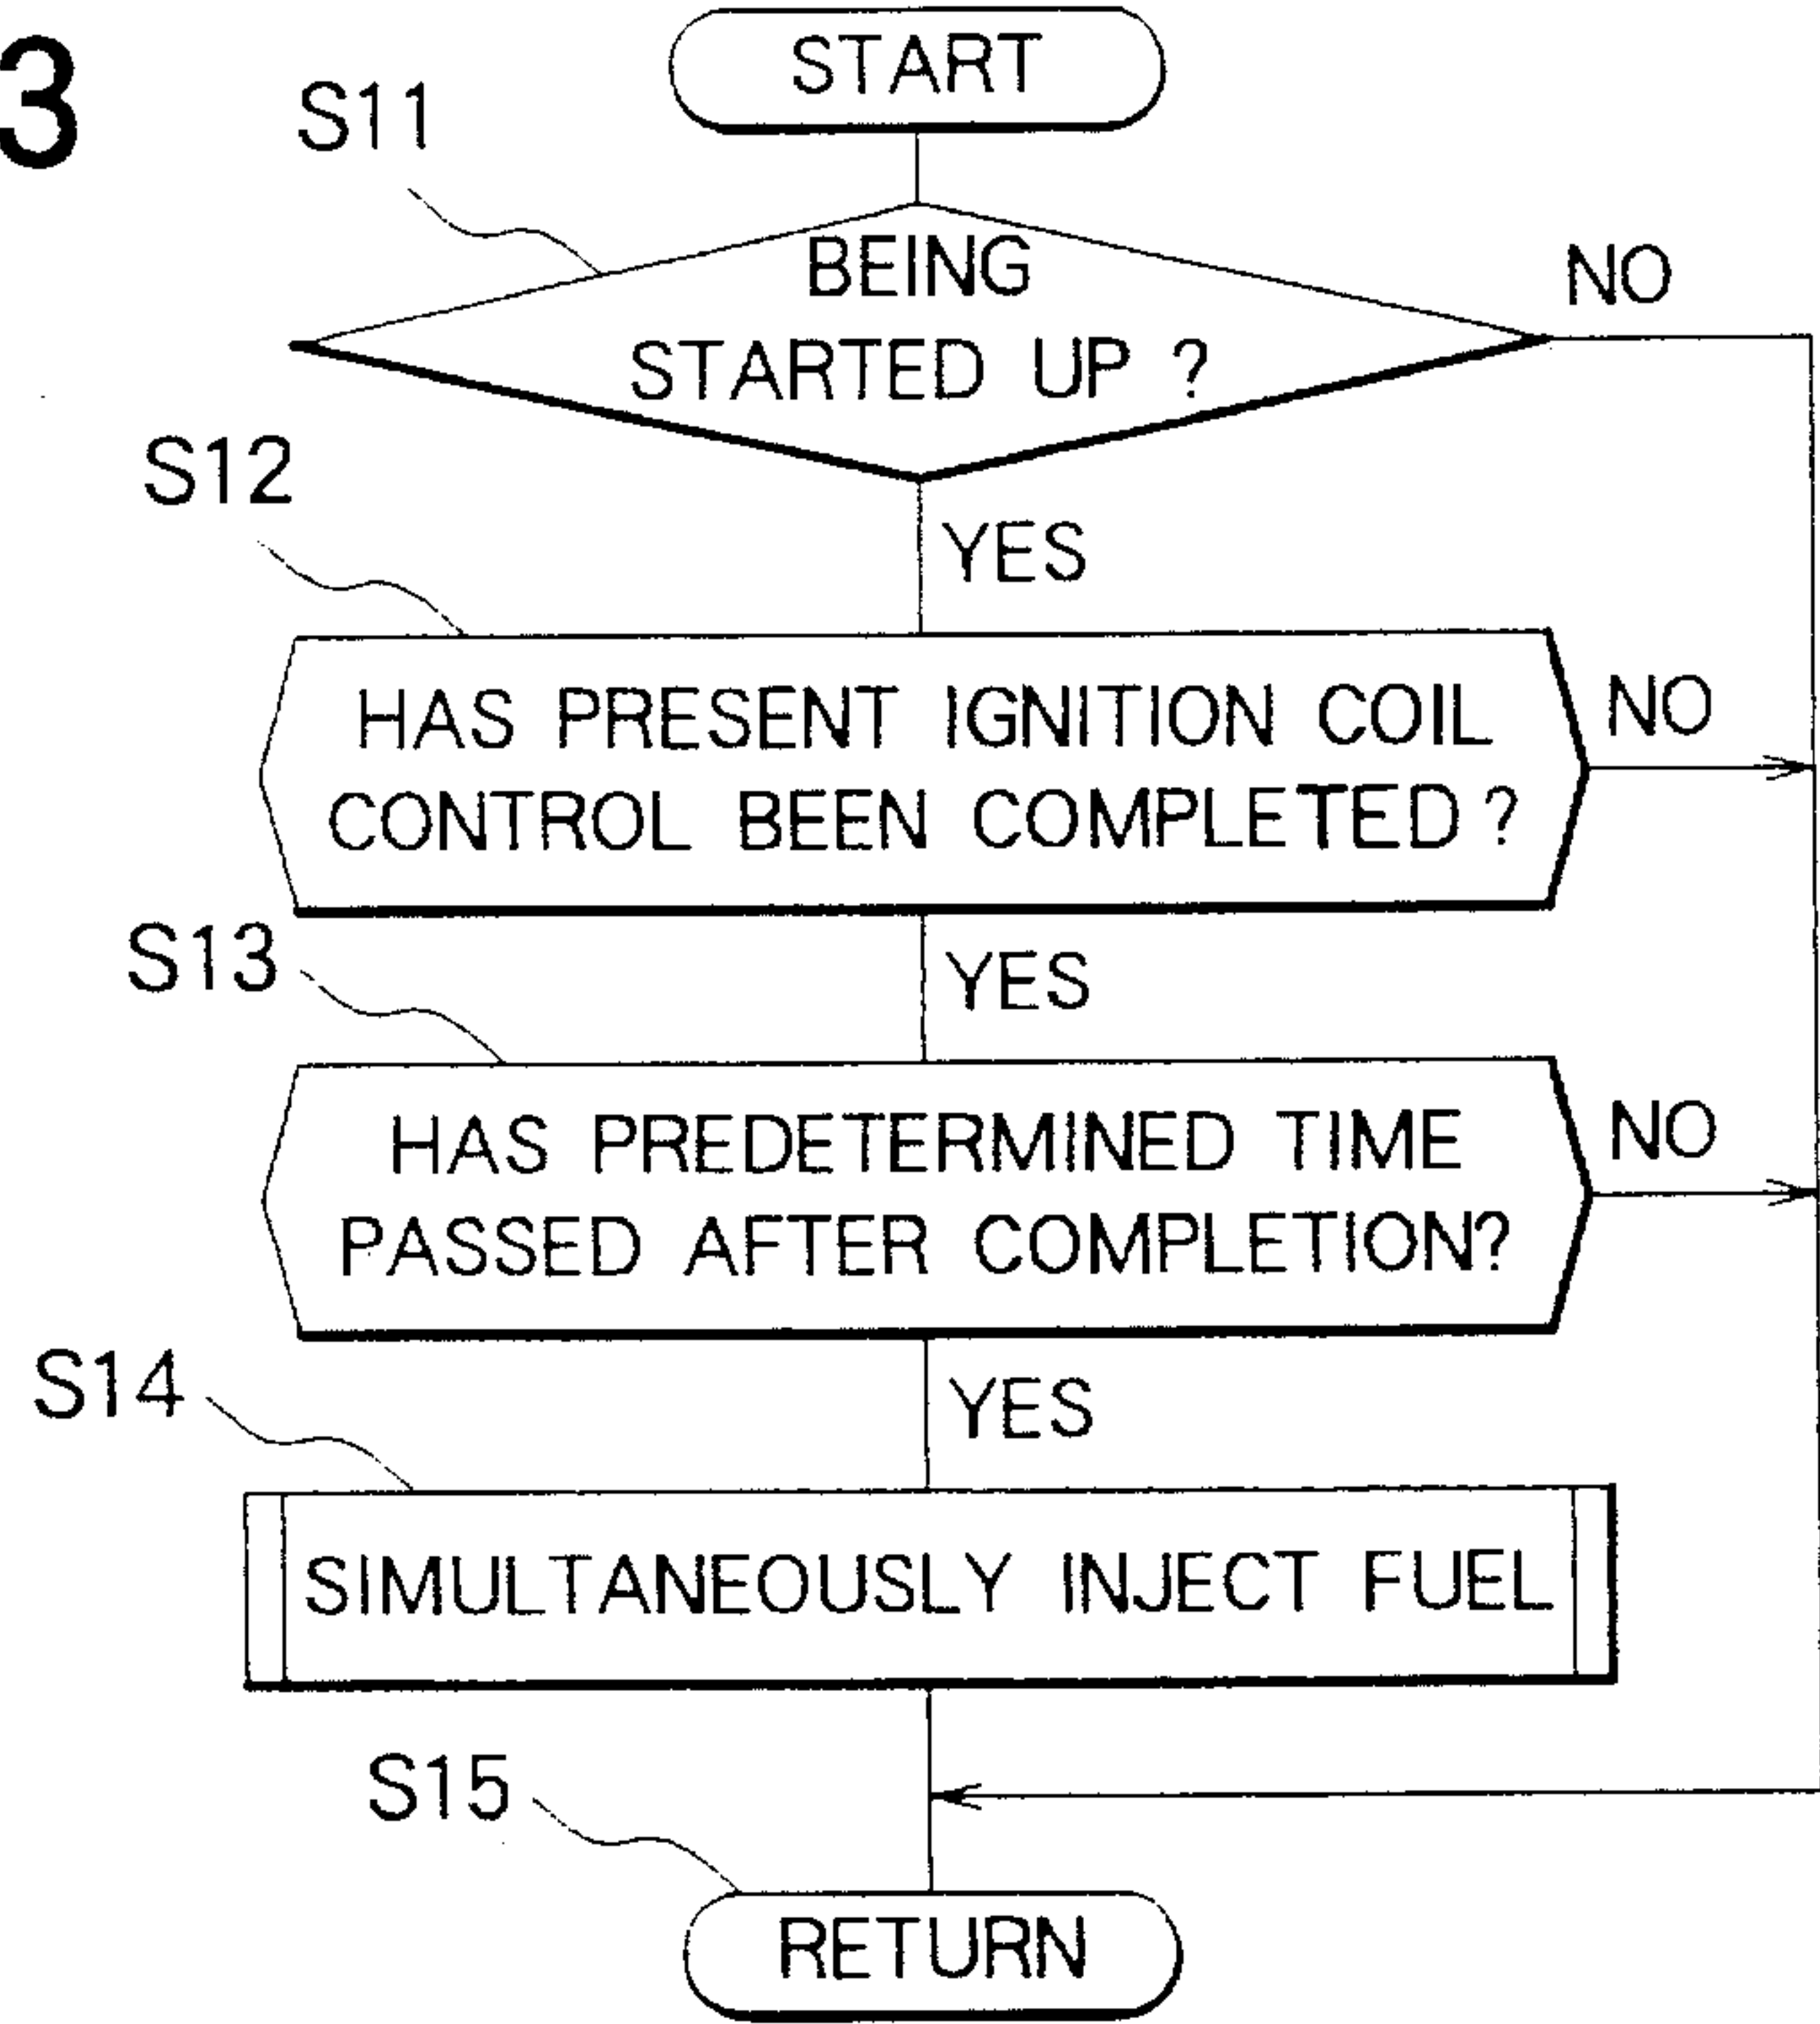 3
START
S11
BEING
STARTED UP ?
NO
S12
YES
HAS PRESENT IGNITION COIL
CONTROL BEEN COMPLETED ?
NO
S13
YES
HAS PREDETERMINED TIME
PASSED AFTER COMPLETION?
NO
S14
YES
SIMULTANEOUSLY INJECT FUEL
S15
RETURN